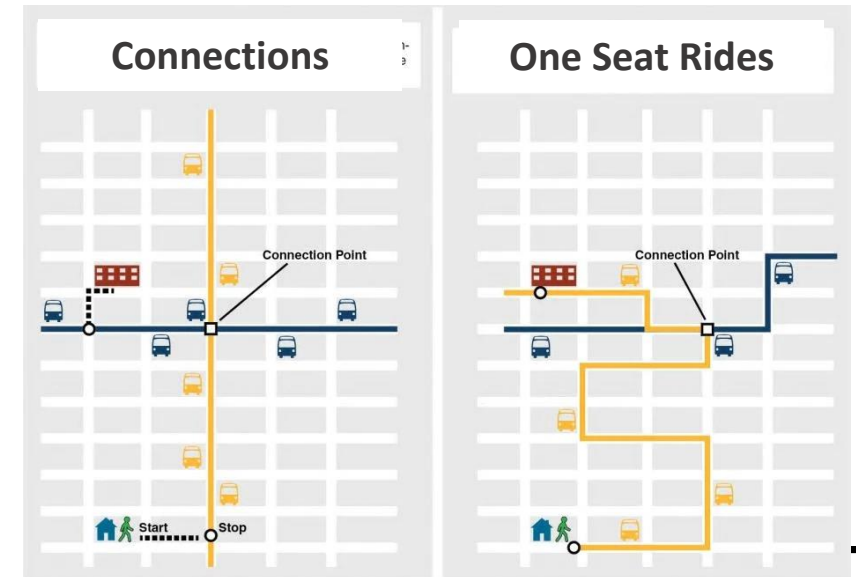 Connections
One Seat Rides
Connection Point
Start
Stop
Connection Point